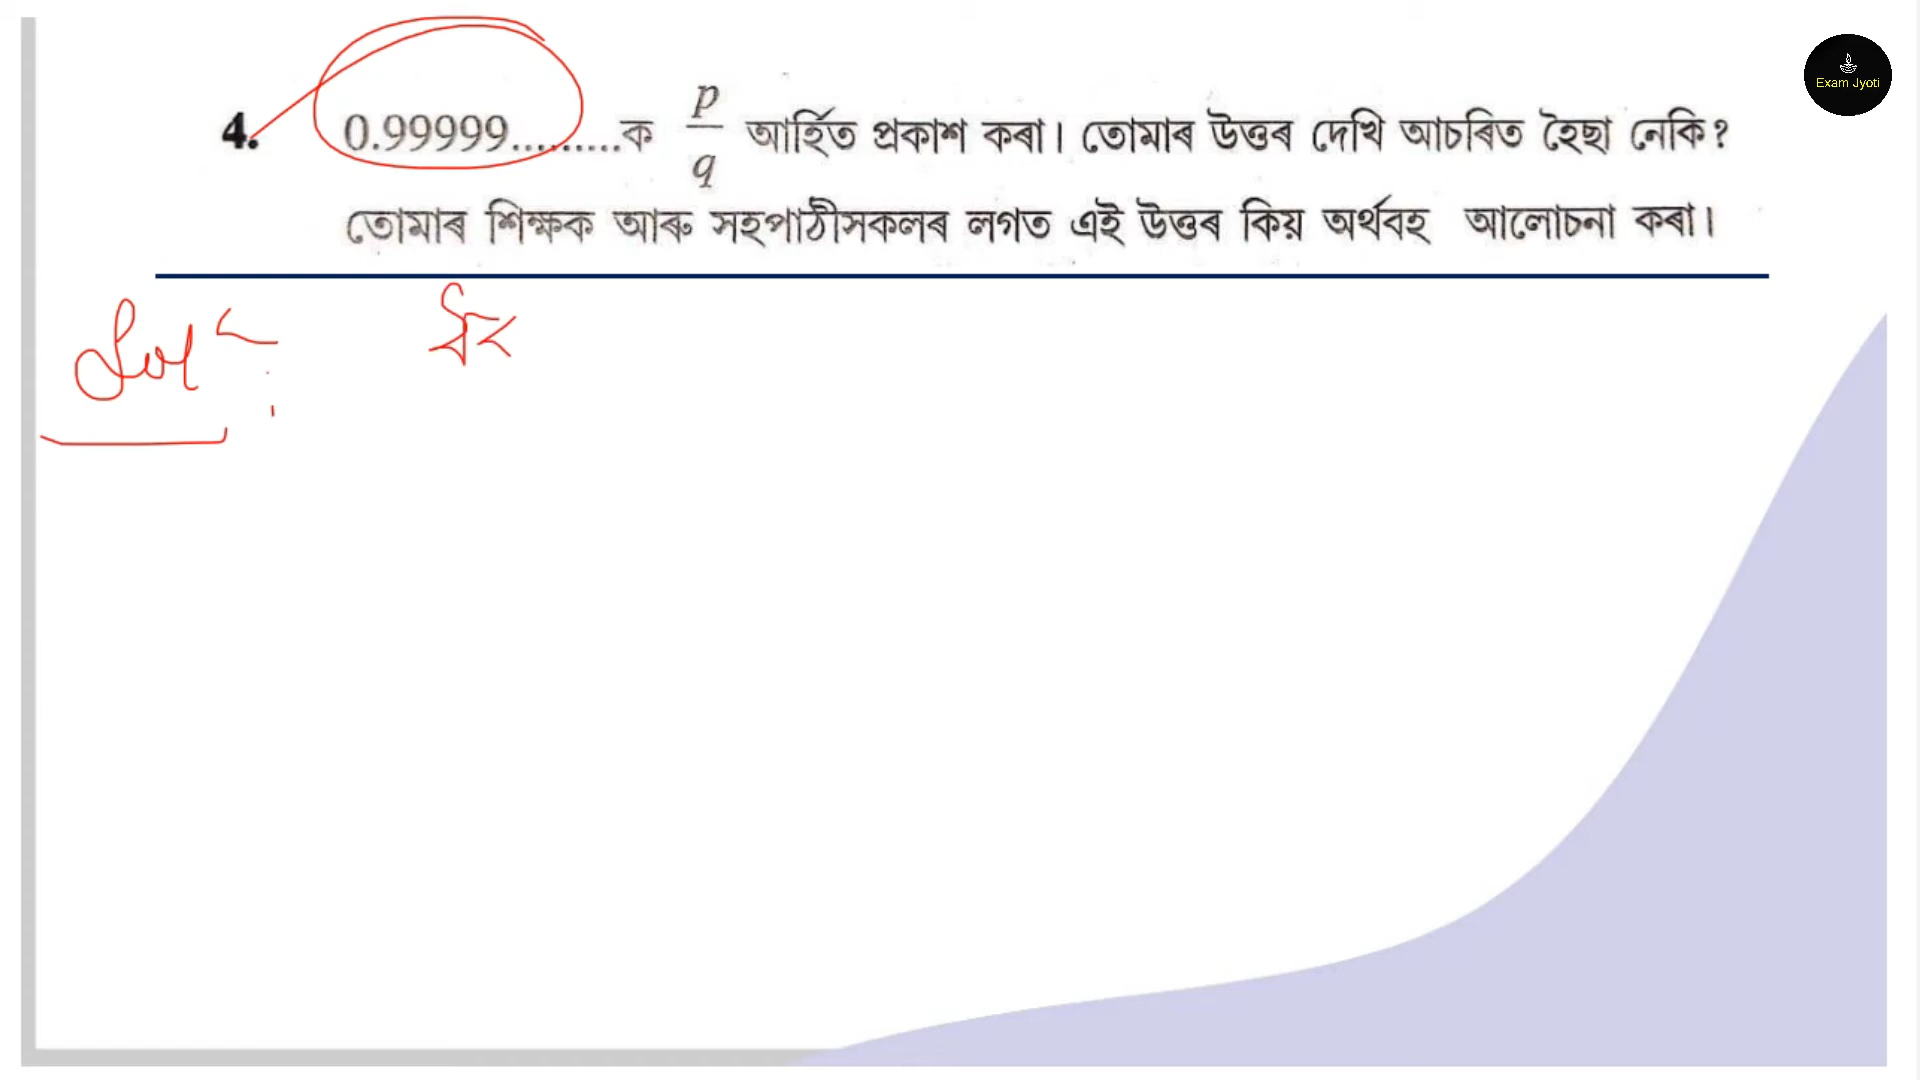 Exam Jyoti
4. 0.99999.........ক p/q আৰ্হিত প্ৰকাশ কৰা। তোমাৰ উত্তৰ দেখি আচৰিত হৈছা নেকি?
তোমাৰ শিক্ষক আৰু সহপাঠীসকলৰ লগত এই উত্তৰ কিয় অৰ্থবহ আলোচনা কৰা।
Solⁿ :